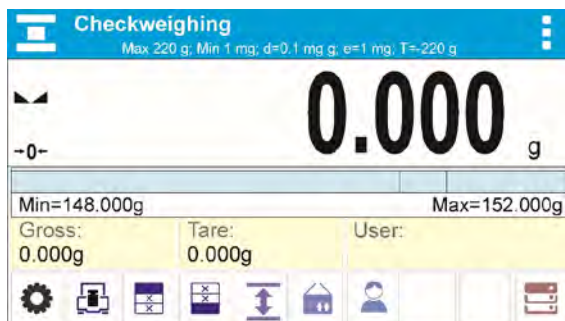 Checkweighing
Max 220 g; Min 1 mg; d=0.1 mg g; e=1 mg; T=-220 g
0.000 g
→0←
Min=148.000g Max=152.000g
Gross: Tare: User:
0.000g 0.000g